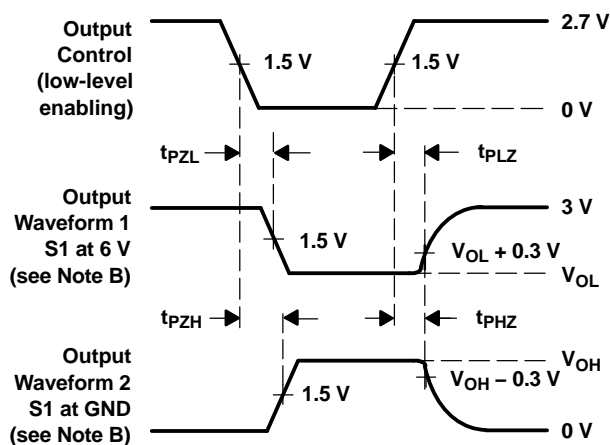 Output
Control
(low-level
enabling)
1.5 V
1.5 V
2.7 V
0 V
tPZL
tPLZ
Output
Waveform 1
S1 at 6 V
(see Note B)
1.5 V
3 V
VOL + 0.3 V
VOL
tPZH
tPHZ
Output
Waveform 2
S1 at GND
(see Note B)
1.5 V
VOH
VOH − 0.3 V
0 V